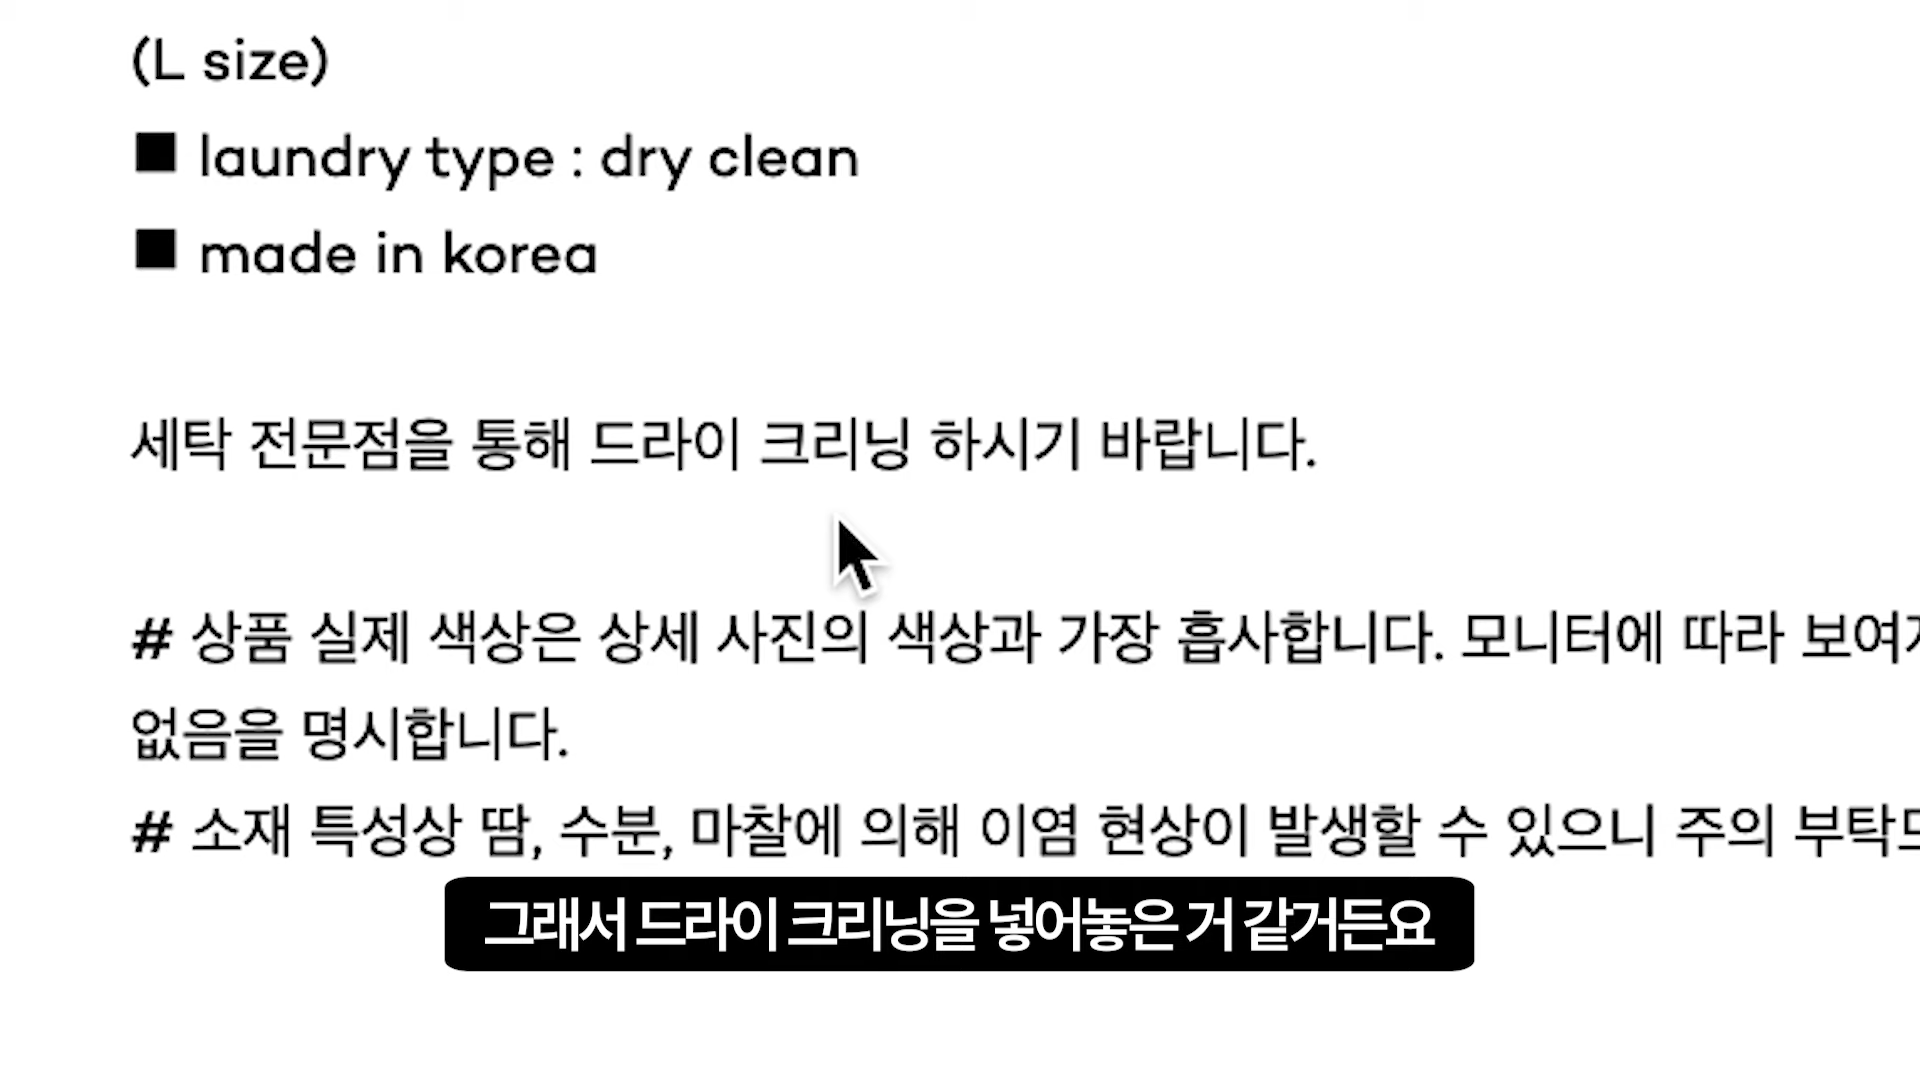 (L size)
■ laundry type : dry clean
■ made in korea
세탁 전문점을 통해 드라이 크리닝 하시기 바랍니다.
# 상품 실제 색상은 상세 사진의 색상과 가장 흡사합니다. 모니터에 따라
없음을 명시합니다.
# 소재 특성상 땀, 수분, 마찰에 의해 이염 현상이 발생할 수 있으니 주의
그래서 드라이 크리닝을 넣어놓은 거 같거든요